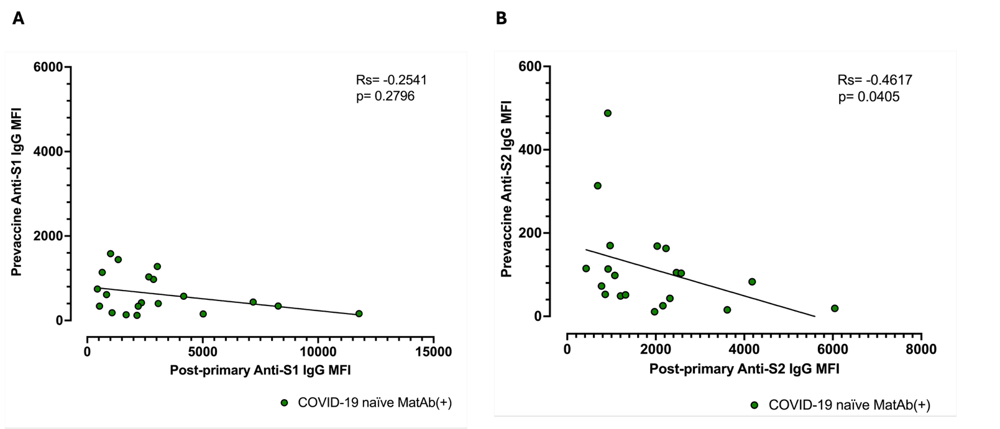 A
6000
4000
2000
0
Prevaccine Anti-S1 IgG MFI
Rs= -0.2541
p= 0.2796
0 5000 10000 15000
Post-primary Anti-S1 IgG MFI
COVID-19 naïve MatAb(+)
B
600
400
200
0
Prevaccine Anti-S2 IgG MFI
Rs= -0.4617
p= 0.0405
0 2000 4000 6000 8000
Post-primary Anti-S2 IgG MFI
COVID-19 naïve MatAb(+)